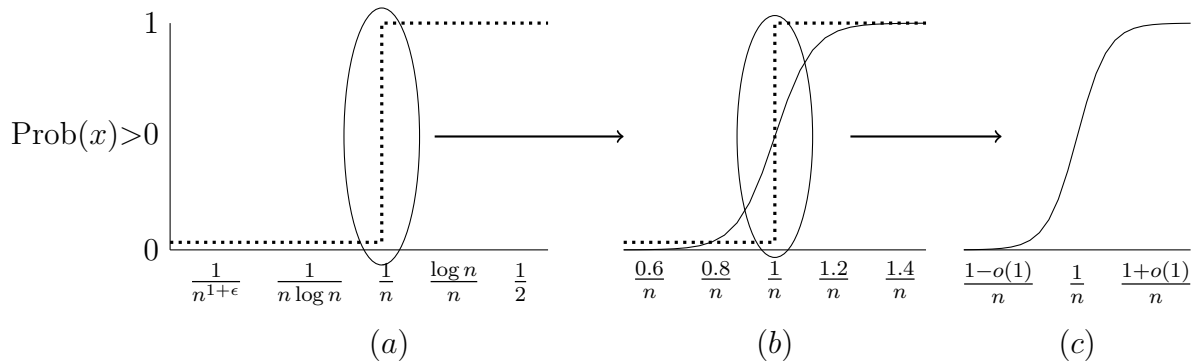 1
Prob(x)>0
0
1/n^{1+ϵ} 1/(n log n) 1/n log n/n 1/2
0.6/n 0.8/n 1/n 1.2/n 1.4/n
(1−o(1))/n 1/n (1+o(1))/n
(a) (b) (c)